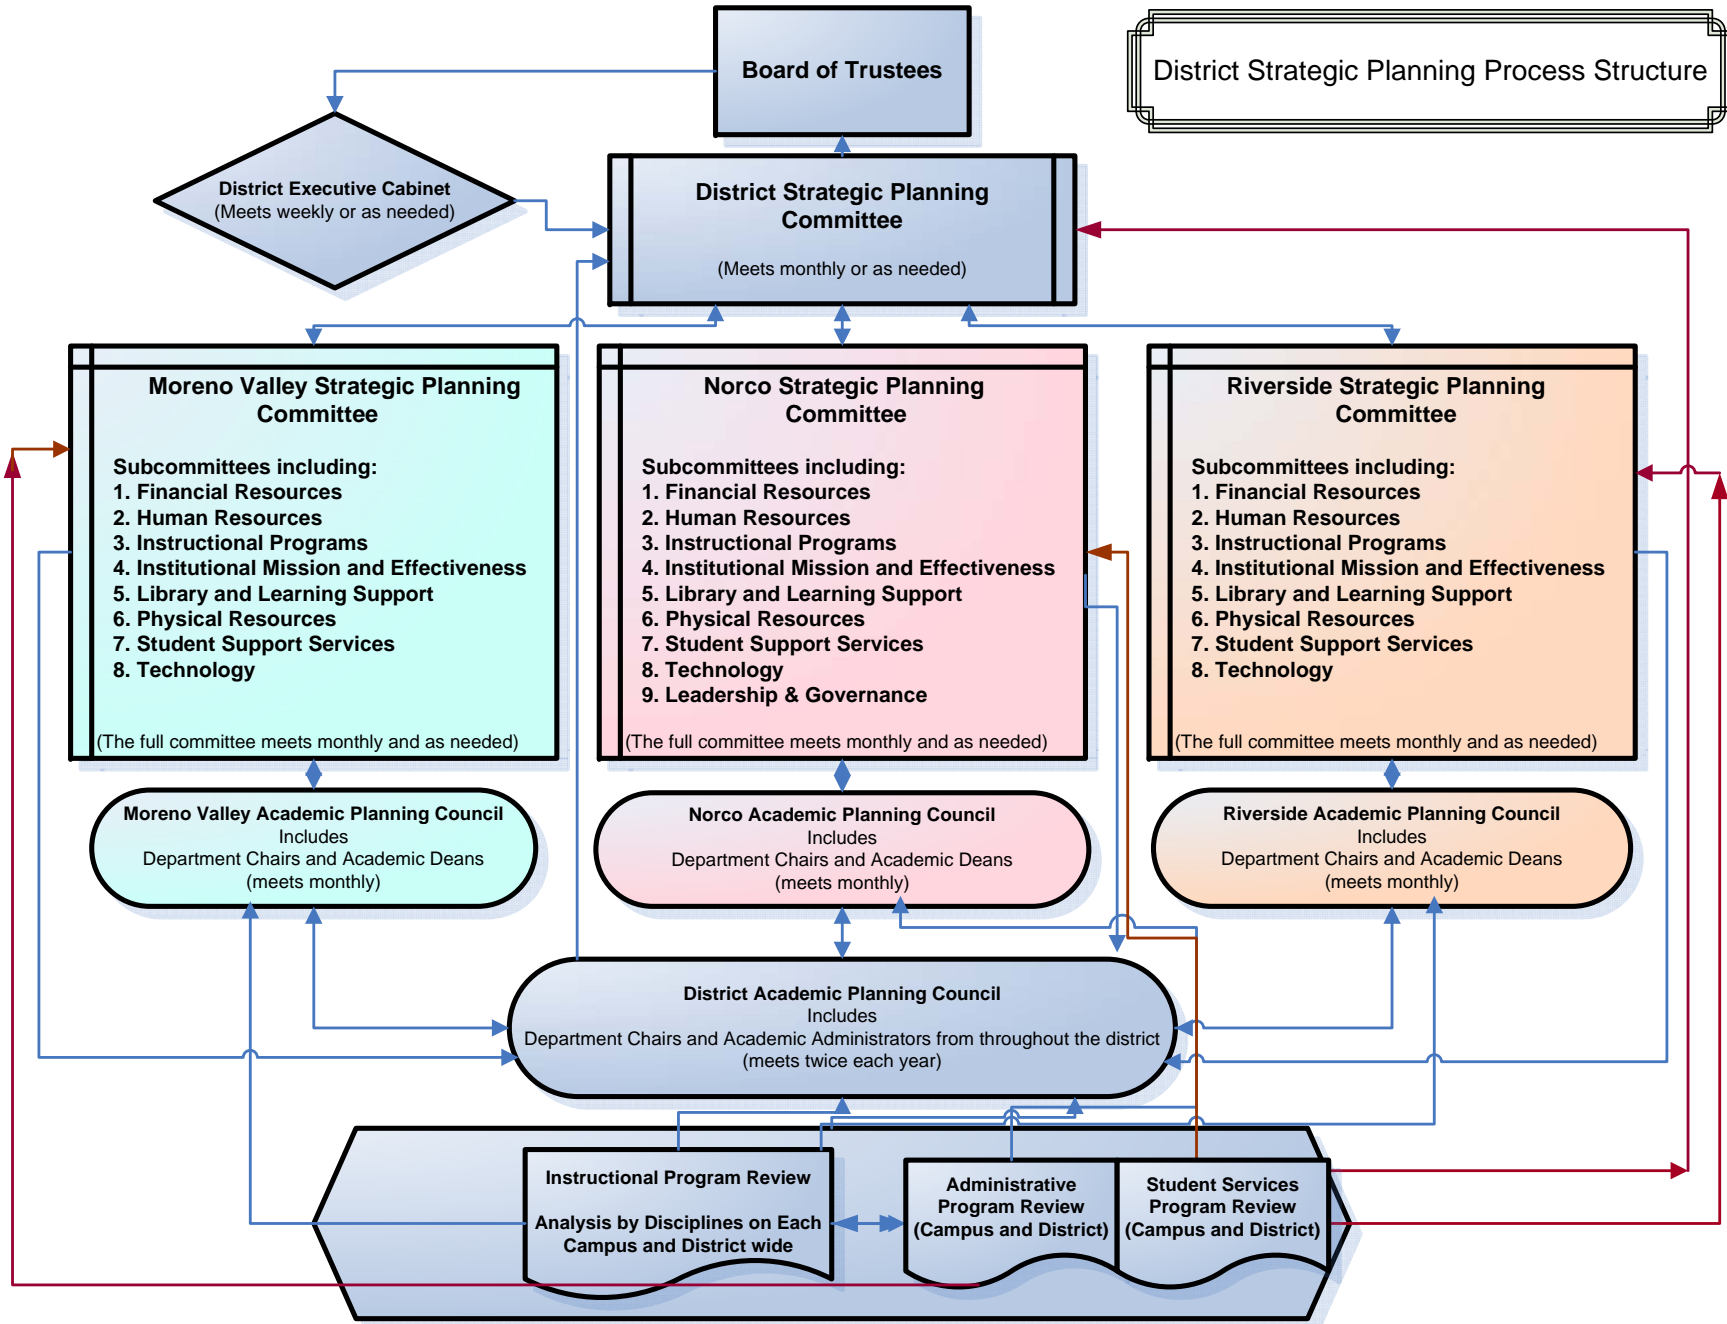 Board of Trustees
District Strategic Planning Process Structure
District Executive Cabinet
(Meets weekly or as needed)
District Strategic Planning
Committee
(Meets monthly or as needed)
Moreno Valley Strategic Planning
Committee
Subcommittees including:
1. Financial Resources
2. Human Resources
3. Instructional Programs
4. Institutional Mission and Effectiveness
5. Library and Learning Support
6. Physical Resources
7. Student Support Services
8. Technology
(The full committee meets monthly and as needed)
Norco Strategic Planning
Committee
Subcommittees including:
1. Financial Resources
2. Human Resources
3. Instructional Programs
4. Institutional Mission and Effectiveness
5. Library and Learning Support
6. Physical Resources
7. Student Support Services
8. Technology
9. Leadership & Governance
(The full committee meets monthly and as needed)
Riverside Strategic Planning
Committee
Subcommittees including:
1. Financial Resources
2. Human Resources
3. Instructional Programs
4. Institutional Mission and Effectiveness
5. Library and Learning Support
6. Physical Resources
7. Student Support Services
8. Technology
(The full committee meets monthly and as needed)
Moreno Valley Academic Planning Council
Includes
Department Chairs and Academic Deans
(meets monthly)
Norco Academic Planning Council
Includes
Department Chairs and Academic Deans
(meets monthly)
Riverside Academic Planning Council
Includes
Department Chairs and Academic Deans
(meets monthly)
District Academic Planning Council
Includes
Department Chairs and Academic Administrators from throughout the district
(meets twice each year)
Instructional Program Review
Analysis by Disciplines on Each
Campus and District wide
Administrative
Program Review
(Campus and District)
Student Services
Program Review
(Campus and District)